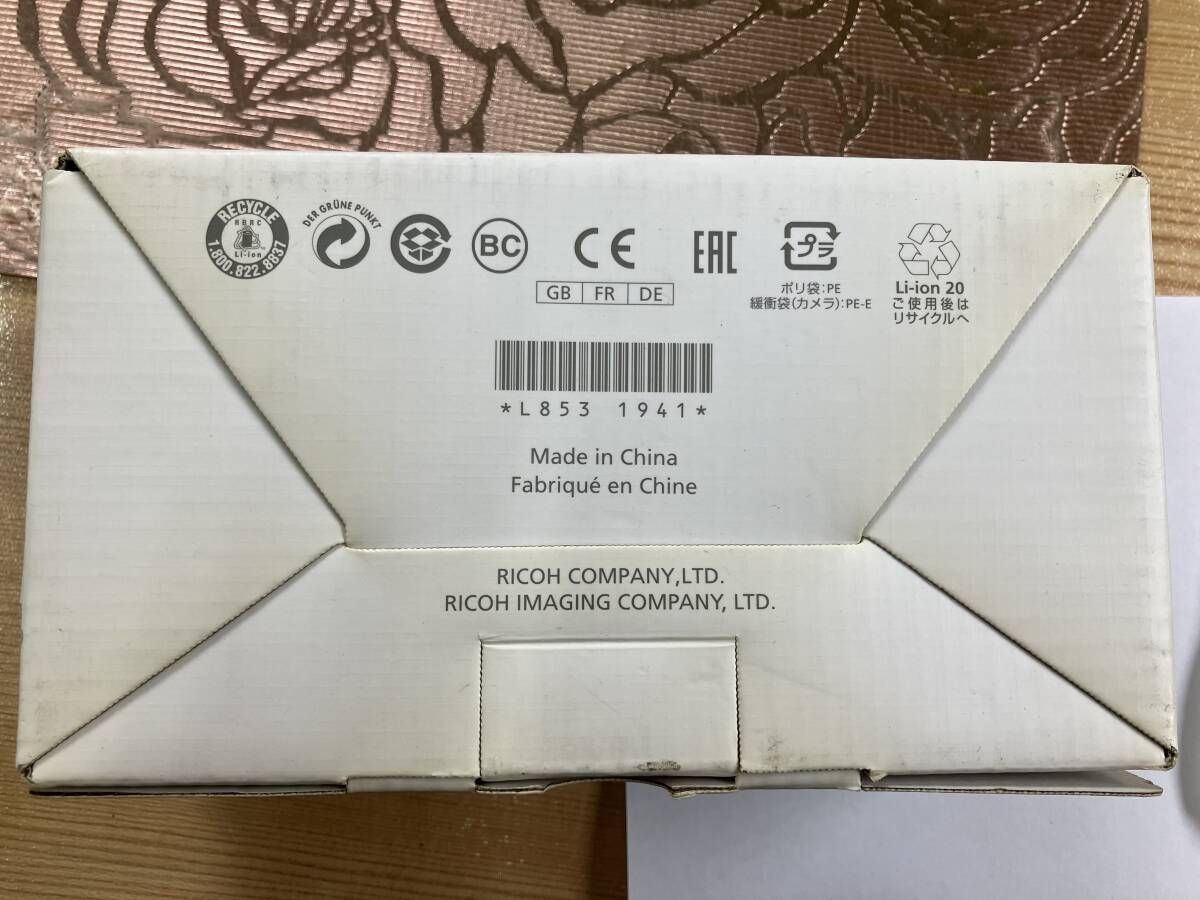 RECYCLE
RBRC
Li-ion
1.800.822.8837
DER GRÜNE PUNKT
BC
CE
EAC
プラ
ポリ袋:PE
緩衝袋(カメラ):PE-E
Li-ion 20
ご使用後は
リサイクルへ
GB FR DE
*L853 1941*
Made in China
Fabriqué en Chine
RICOH COMPANY,LTD.
RICOH IMAGING COMPANY, LTD.